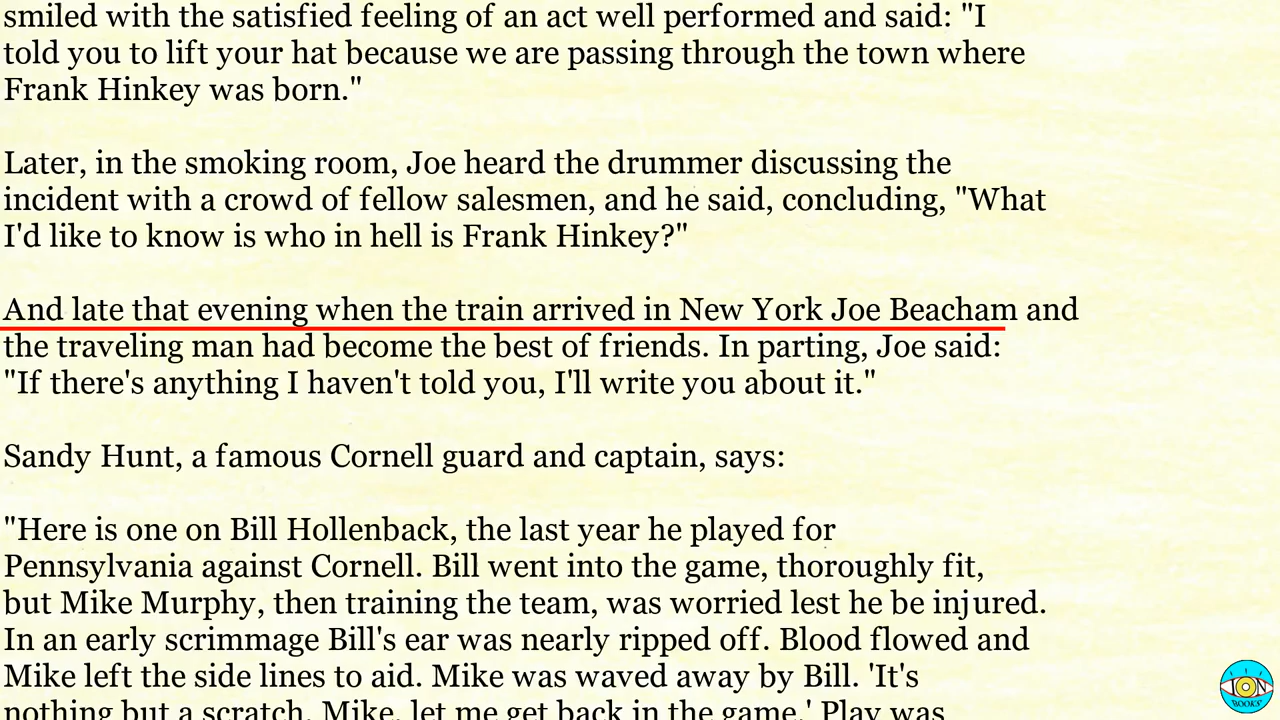 smiled with the satisfied feeling of an act well performed and said: "I
told you to lift your hat because we are passing through the town where
Frank Hinkey was born."
Later, in the smoking room, Joe heard the drummer discussing the
incident with a crowd of fellow salesmen, and he said, concluding, "What
I'd like to know is who in hell is Frank Hinkey?"
And late that evening when the train arrived in New York Joe Beacham and
the traveling man had become the best of friends. In parting, Joe said:
"If there's anything I haven't told you, I'll write you about it."
Sandy Hunt, a famous Cornell guard and captain, says:
"Here is one on Bill Hollenback, the last year he played for
Pennsylvania against Cornell. Bill went into the game, thoroughly fit,
but Mike Murphy, then training the team, was worried lest he be injured.
In an early scrimmage Bill's ear was nearly ripped off. Blood flowed and
Mike left the side lines to aid. Mike was waved away by Bill. 'It's
nothing but a scratch, Mike, let me get back in the game.' Play was
ION
BOOKS